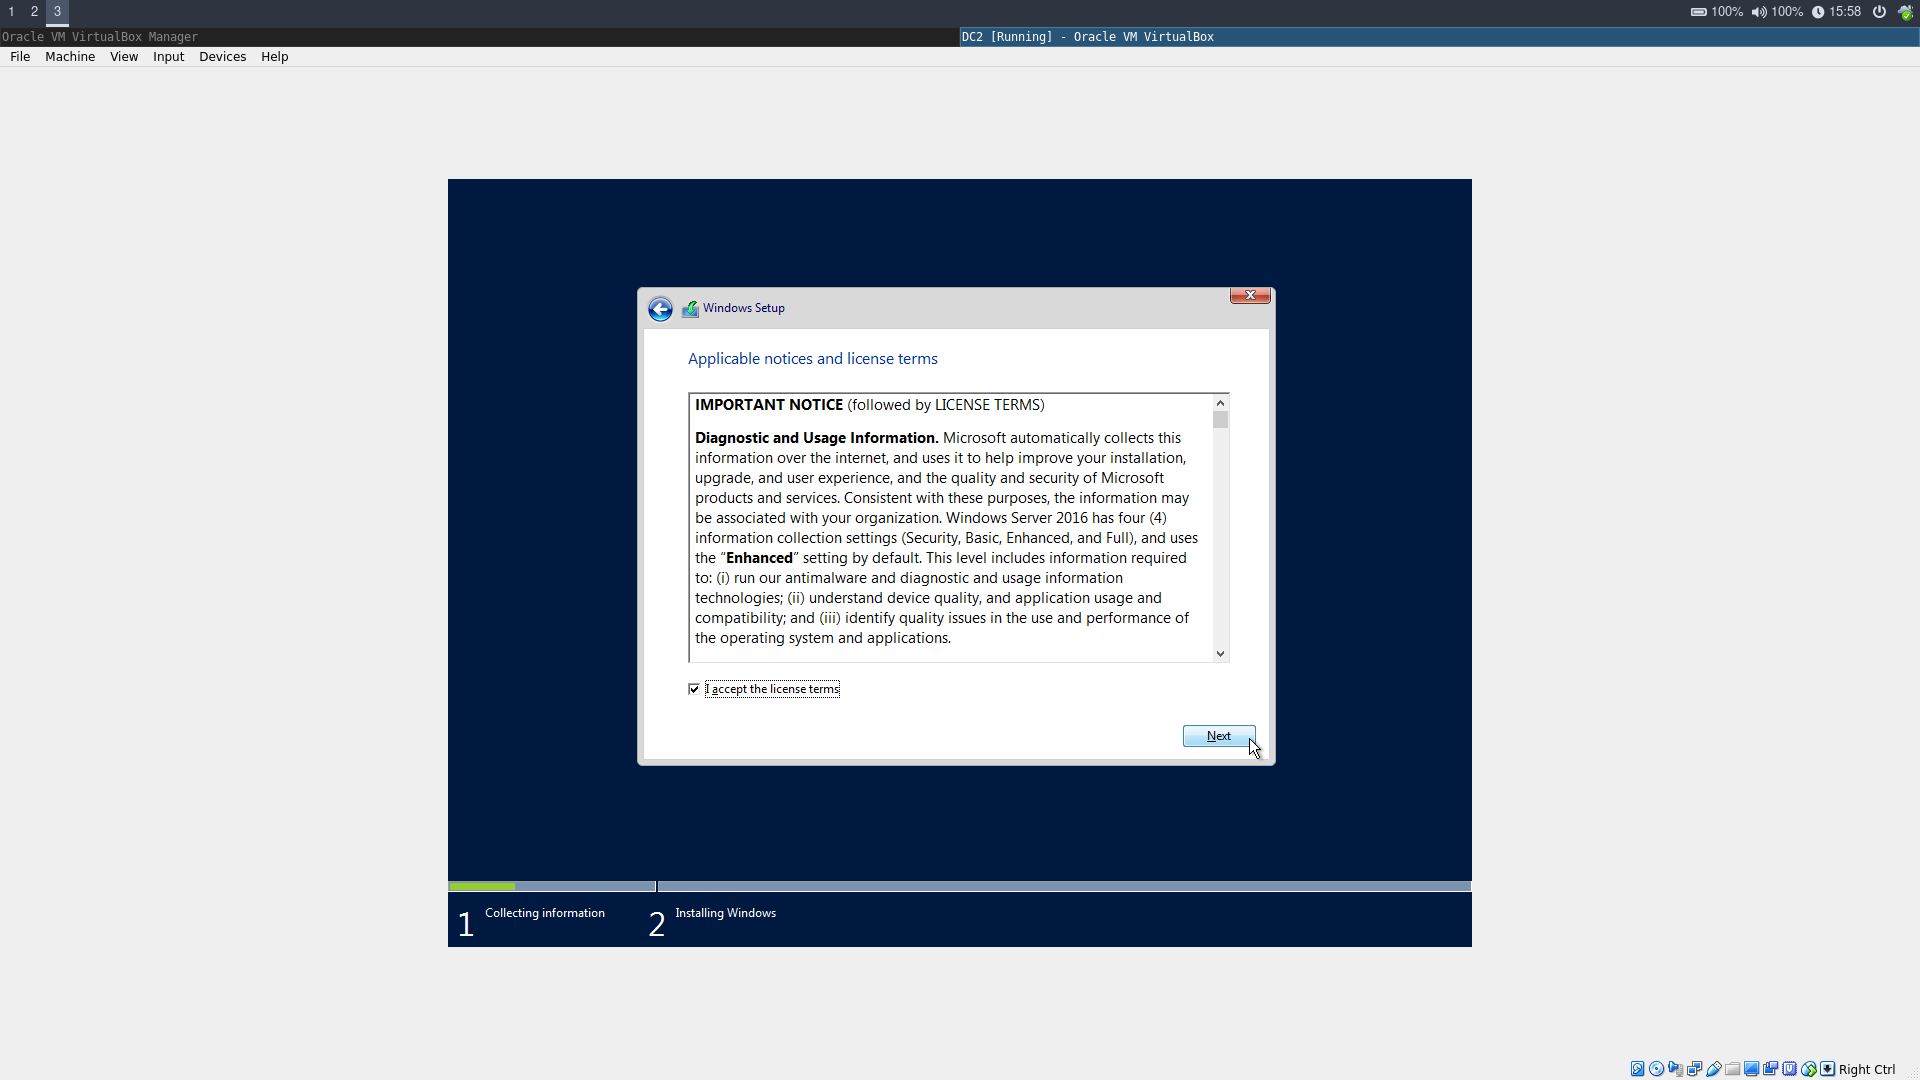 1 2 3
100% 100% 15:58
Oracle VM VirtualBox Manager
DC2 [Running] - Oracle VM VirtualBox
File Machine View Input Devices Help
Windows Setup
Applicable notices and license terms
IMPORTANT NOTICE (followed by LICENSE TERMS)
Diagnostic and Usage Information. Microsoft automatically collects this
information over the internet, and uses it to help improve your installation,
upgrade, and user experience, and the quality and security of Microsoft
products and services. Consistent with these purposes, the information may
be associated with your organization. Windows Server 2016 has four (4)
information collection settings (Security, Basic, Enhanced, and Full), and uses
the “Enhanced” setting by default. This level includes information required
to: (i) run our antimalware and diagnostic and usage information
technologies; (ii) understand device quality, and application usage and
compatibility; and (iii) identify quality issues in the use and performance of
the operating system and applications.
I accept the license terms
Next
1 Collecting information
2 Installing Windows
Right Ctrl